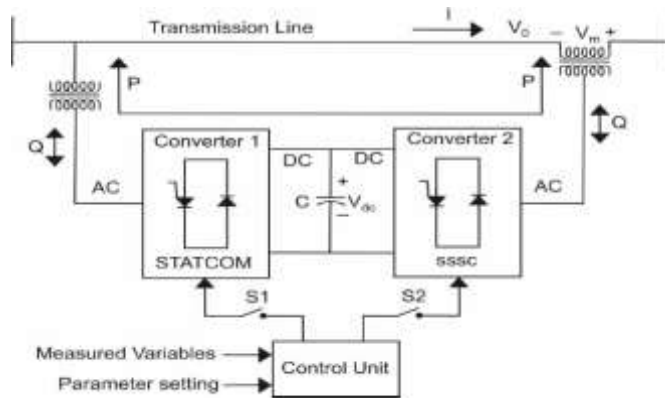 Transmission Line
I
V₀ – Vₘ +
P
P
Q
Q
Converter 1
Converter 2
DC
DC
AC
AC
+
C
V_dc
–
STATCOM
sssc
S1
S2
Measured Variables
Control Unit
Parameter setting